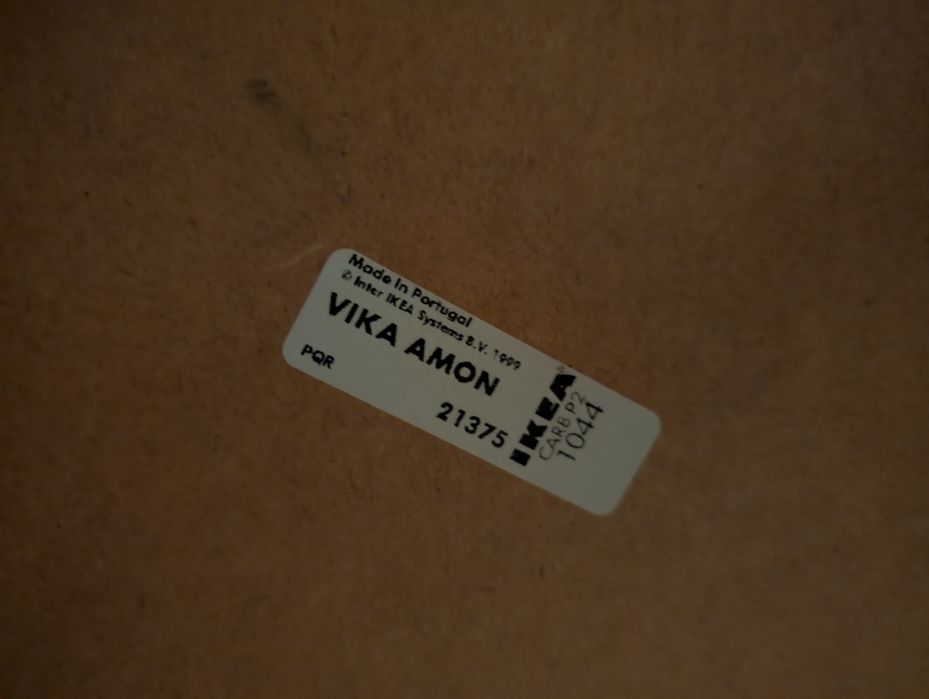 Made in Portugal
© Inter IKEA Systems B.V. 1999
VIKA AMON
PQR
21375
IKEA
CARB P2
1044